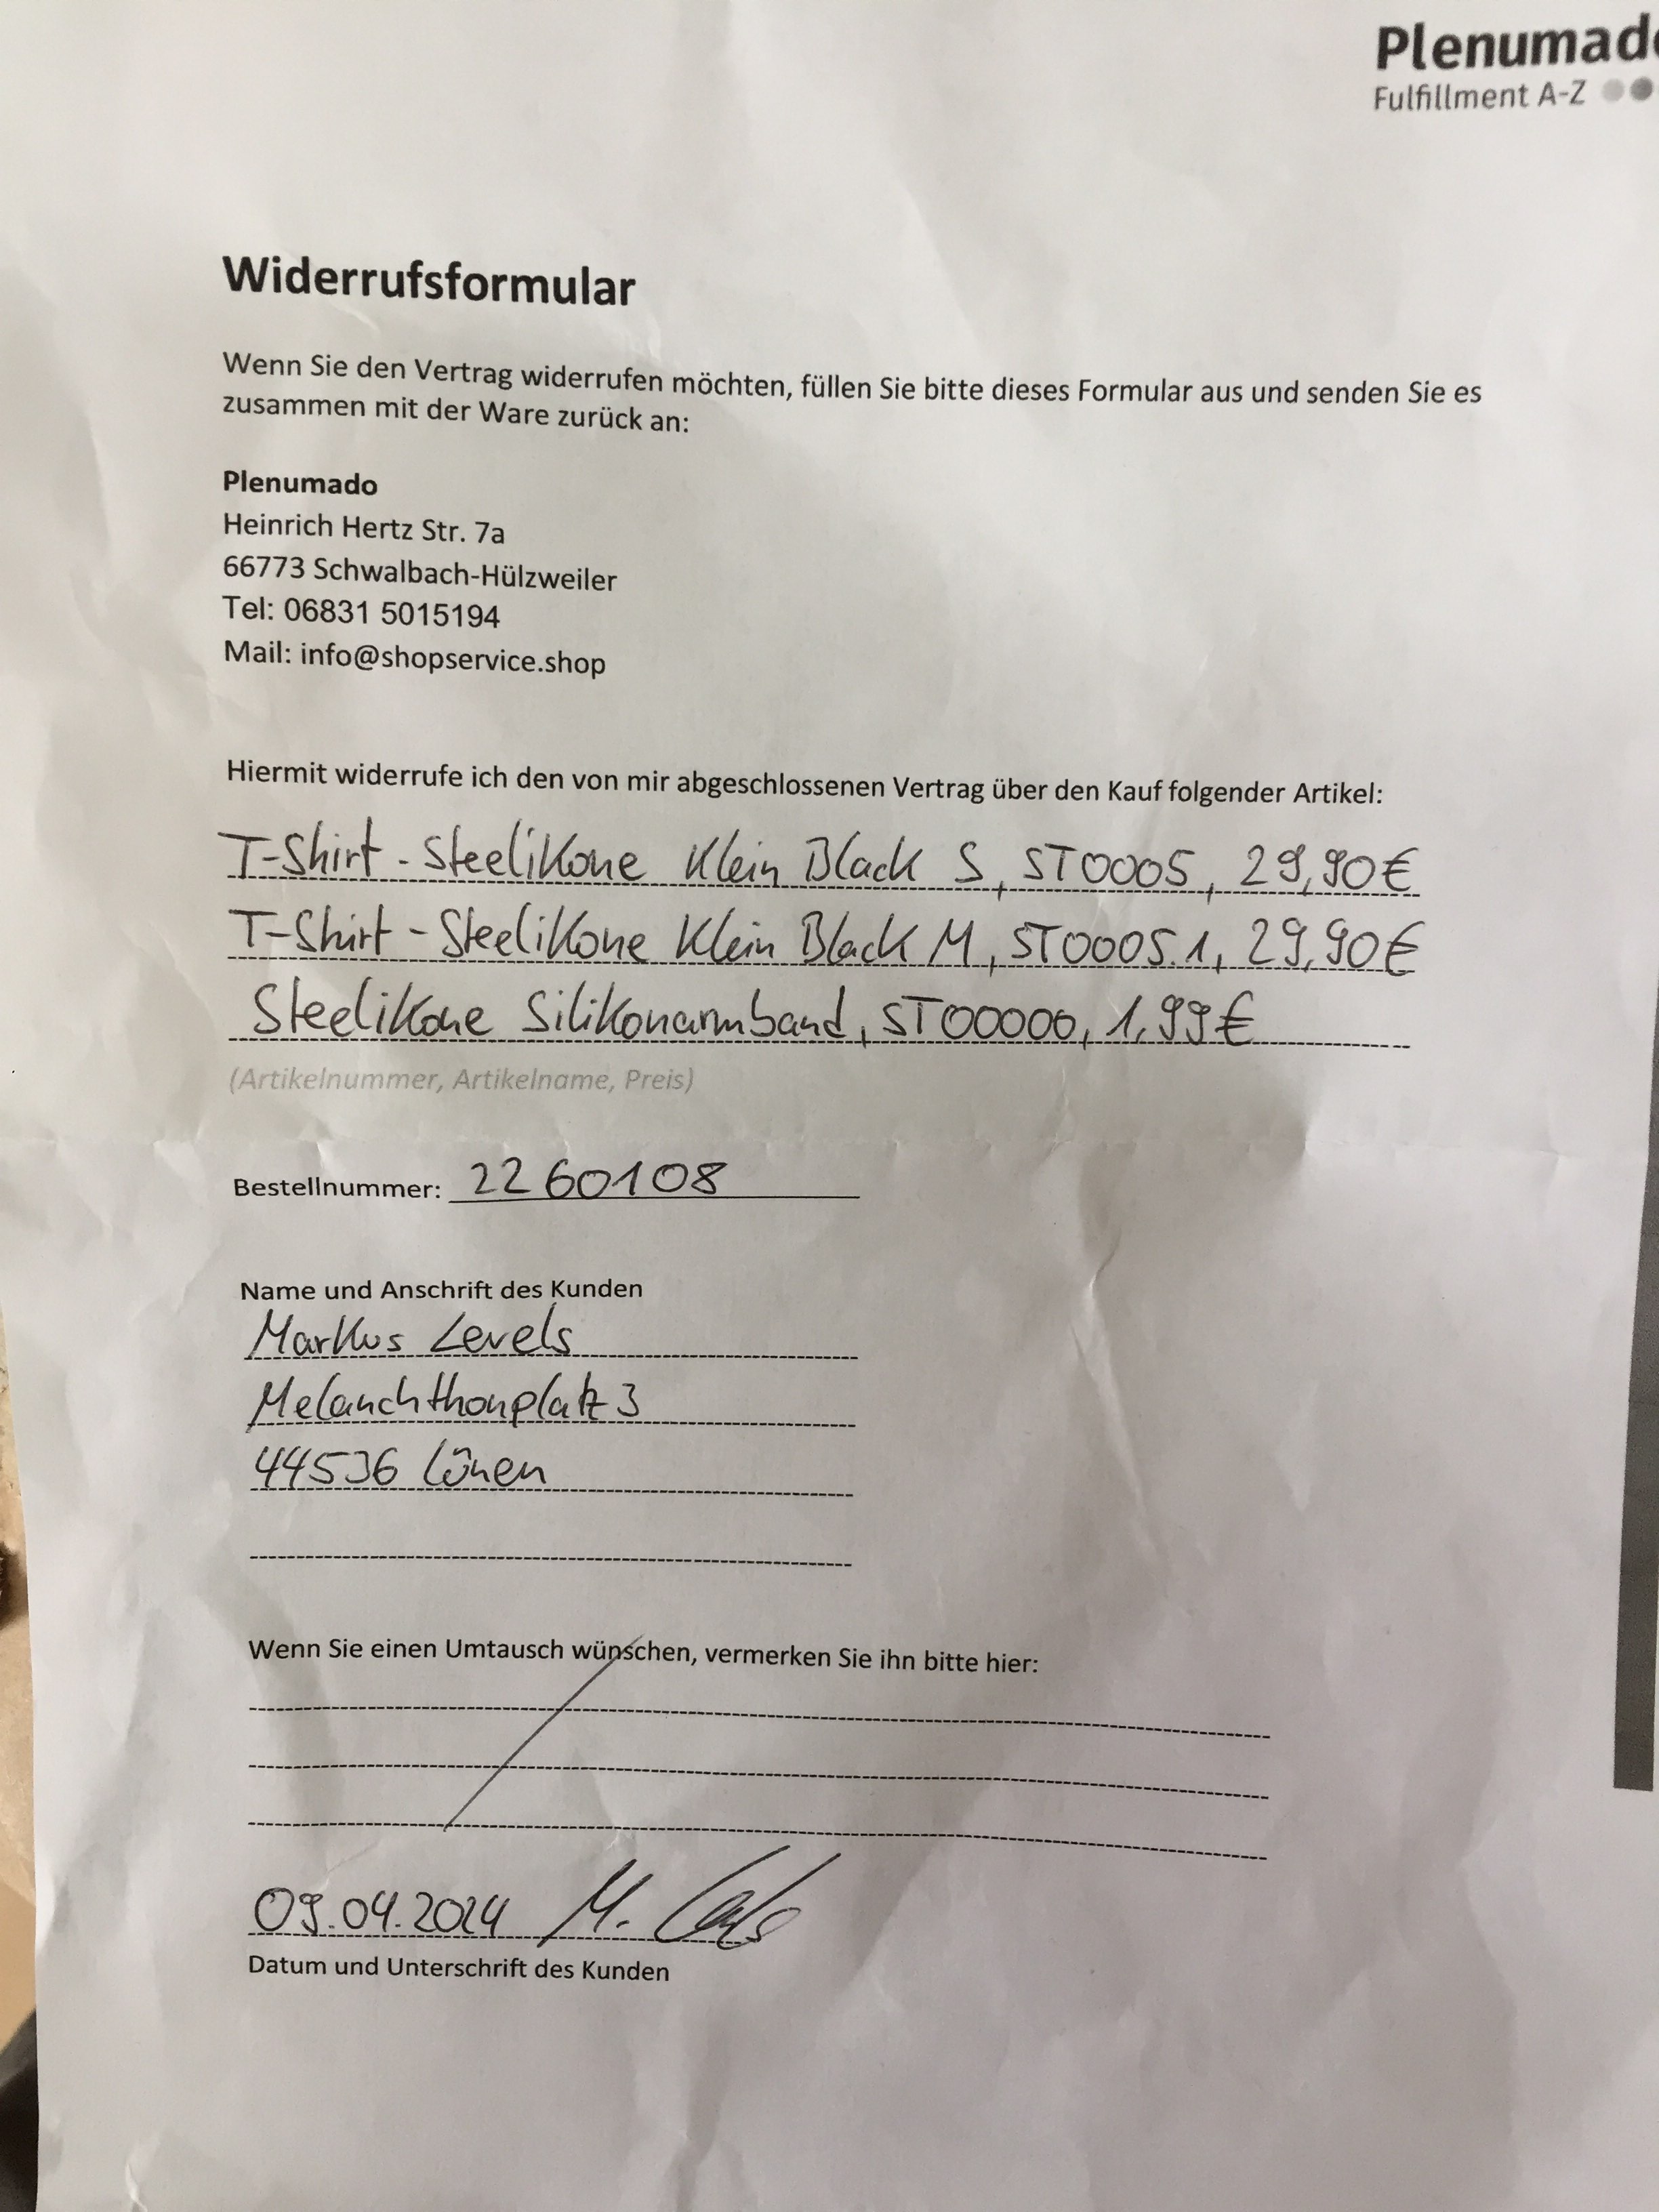 Plenumad
Fulfillment A-Z
Widerrufsformular
Wenn Sie den Vertrag widerrufen möchten, füllen Sie bitte dieses Formular aus und senden Sie es
zusammen mit der Ware zurück an:
Plenumado
Heinrich Hertz Str. 7a
66773 Schwalbach-Hülzweiler
Tel: 06831 5015194
Mail: info@shopservice.shop
Hiermit widerrufe ich den von mir abgeschlossenen Vertrag über den Kauf folgender Artikel:
T-Shirt - Steelikone Klein Black S, ST0005, 29,90€
T-Shirt - Steelikone Klein Black M, ST0005.1, 29,90€
Steelikone Silikonarmband, ST00000, 1,99€
(Artikelnummer, Artikelname, Preis)
Bestellnummer: 2260108
Name und Anschrift des Kunden
Markus Levels
Melanchthonplatz 3
44536 Lünen
Wenn Sie einen Umtausch wünschen, vermerken Sie ihn bitte hier:
09.04.2024 M. Levels
Datum und Unterschrift des Kunden